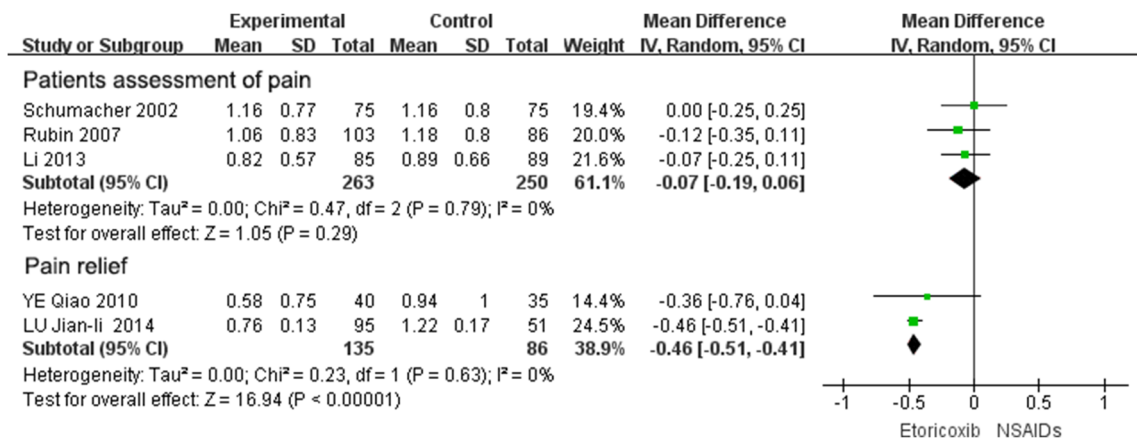 Experimental Control Mean Difference Mean Difference
Study or Subgroup Mean SD Total Mean SD Total Weight IV, Random, 95% CI IV, Random, 95% CI
Patients assessment of pain
Schumacher 2002 1.16 0.77 75 1.16 0.8 75 19.4% 0.00 [-0.25, 0.25]
Rubin 2007 1.06 0.83 103 1.18 0.8 86 20.0% -0.12 [-0.35, 0.11]
Li 2013 0.82 0.57 85 0.89 0.66 89 21.6% -0.07 [-0.25, 0.11]
Subtotal (95% CI) 263 250 61.1% -0.07 [-0.19, 0.06]
Heterogeneity: Tau² = 0.00; Chi² = 0.47, df = 2 (P = 0.79); I² = 0%
Test for overall effect: Z = 1.05 (P = 0.29)
Pain relief
YE Qiao 2010 0.58 0.75 40 0.94 1 35 14.4% -0.36 [-0.76, 0.04]
LU Jian-li 2014 0.76 0.13 95 1.22 0.17 51 24.5% -0.46 [-0.51, -0.41]
Subtotal (95% CI) 135 86 38.9% -0.46 [-0.51, -0.41]
Heterogeneity: Tau² = 0.00; Chi² = 0.23, df = 1 (P = 0.63); I² = 0%
Test for overall effect: Z = 16.94 (P < 0.00001)
-1 -0.5 0 0.5 1
Etoricoxib NSAIDs